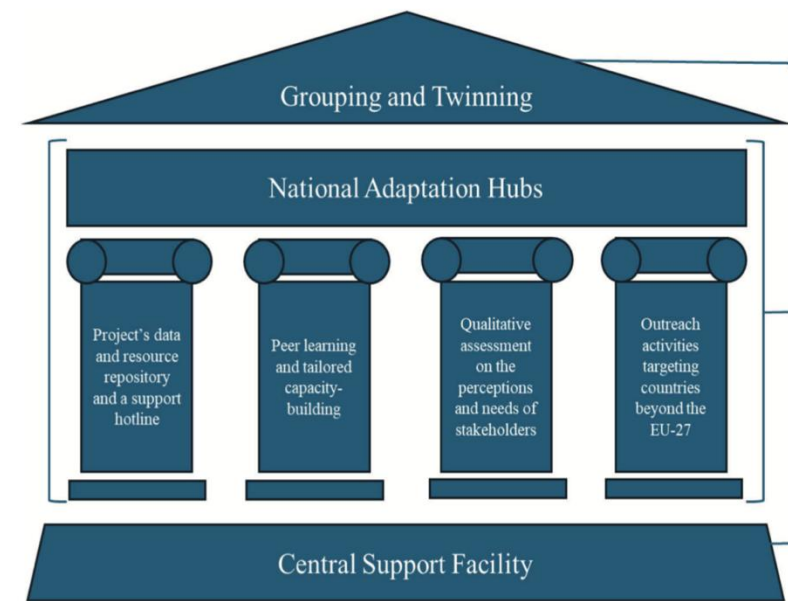 Grouping and Twinning
National Adaptation Hubs
Project's data
and resource
repository
and a support
hotline
Peer learning
and tailored
capacity-
building
Qualitative
assessment
on the
perceptions
and needs of
stakeholders
Outreach
activities
targeting
countries
beyond the
EU-27
Central Support Facility